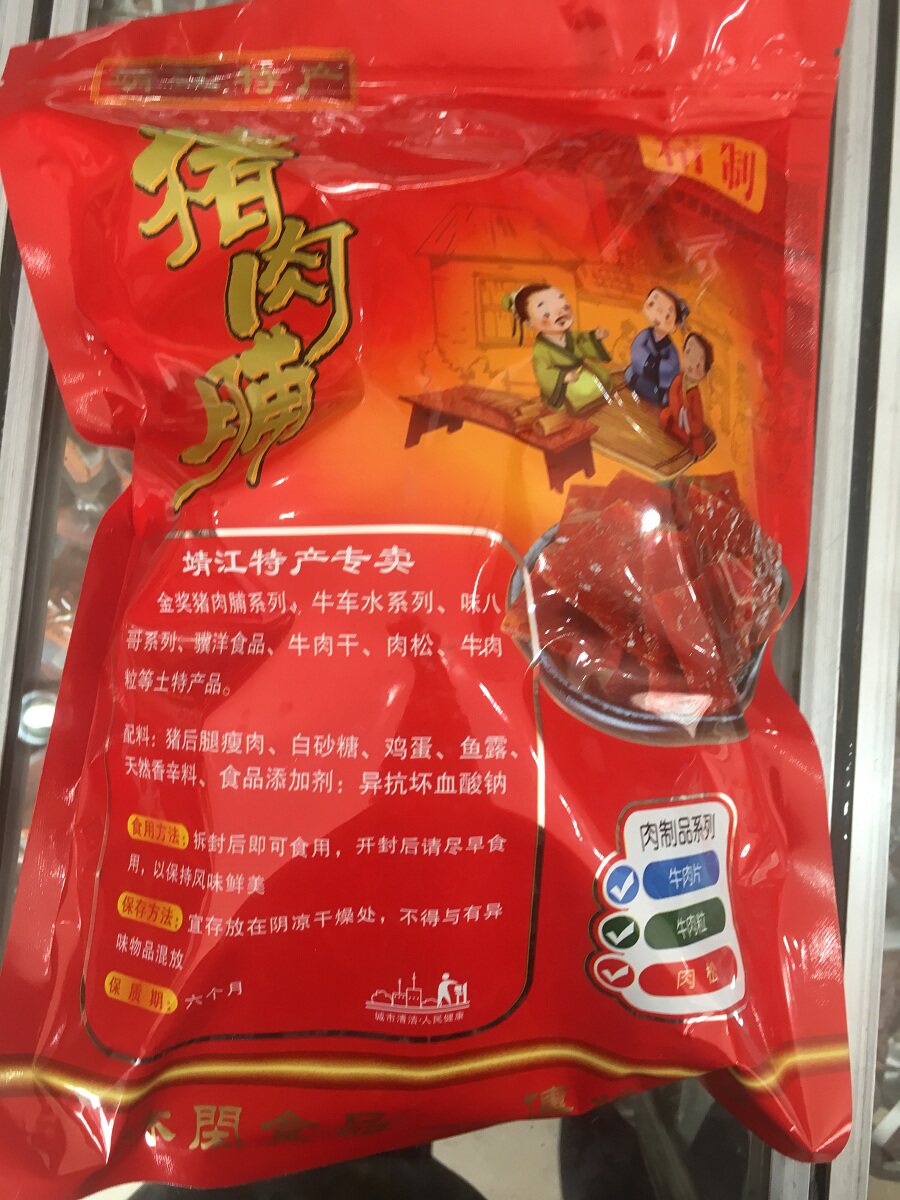 靖江特产
精制
猪肉脯
靖江特产专卖
金奖猪肉脯系列、牛车水系列、味八
哥系列、骥洋食品、牛肉干、肉松、牛肉
粒等土特产品。
配料：猪后腿瘦肉、白砂糖、鸡蛋、鱼露、
天然香辛料、食品添加剂：异抗坏血酸钠
食用方法：拆封后即可食用，开封后请尽早食
用，以保持风味鲜美
保存方法：宜存放在阴凉干燥处，不得与有异
味物品混放
保质期：六个月
城市清洁·人民健康
肉制品系列
牛肉片
牛肉粒
肉松
休閑食品